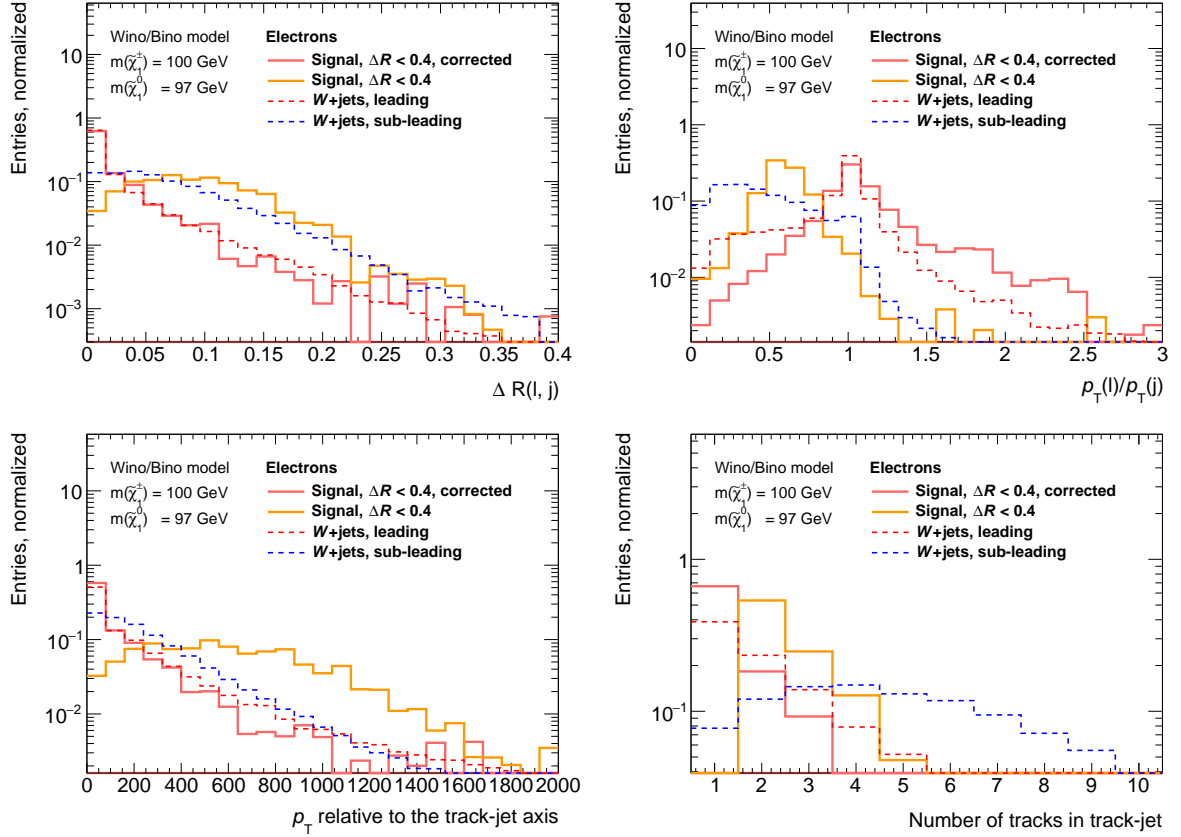 Entries, normalized
10
1
10⁻¹
10⁻²
10⁻³
Wino/Bino model
m(χ̃₁±) = 100 GeV
m(χ̃₁⁰) = 97 GeV
Electrons
Signal, ΔR < 0.4, corrected
Signal, ΔR < 0.4
W+jets, leading
W+jets, sub-leading
0 0.05 0.1 0.15 0.2 0.25 0.3 0.35 0.4
Δ R(l, j)
Entries, normalized
10
1
10⁻¹
10⁻²
Wino/Bino model
m(χ̃₁±) = 100 GeV
m(χ̃₁⁰) = 97 GeV
Electrons
Signal, ΔR < 0.4, corrected
Signal, ΔR < 0.4
W+jets, leading
W+jets, sub-leading
0 0.5 1 1.5 2 2.5 3
p_T(l)/p_T(j)
Entries, normalized
10
1
10⁻¹
10⁻²
Wino/Bino model
m(χ̃₁±) = 100 GeV
m(χ̃₁⁰) = 97 GeV
Electrons
Signal, ΔR < 0.4, corrected
Signal, ΔR < 0.4
W+jets, leading
W+jets, sub-leading
0 200 400 600 800 1000 1200 1400 1600 1800 2000
p_T relative to the track-jet axis
Entries, normalized
1
10⁻¹
Wino/Bino model
m(χ̃₁±) = 100 GeV
m(χ̃₁⁰) = 97 GeV
Electrons
Signal, ΔR < 0.4, corrected
Signal, ΔR < 0.4
W+jets, leading
W+jets, sub-leading
1 2 3 4 5 6 7 8 9 10
Number of tracks in track-jet